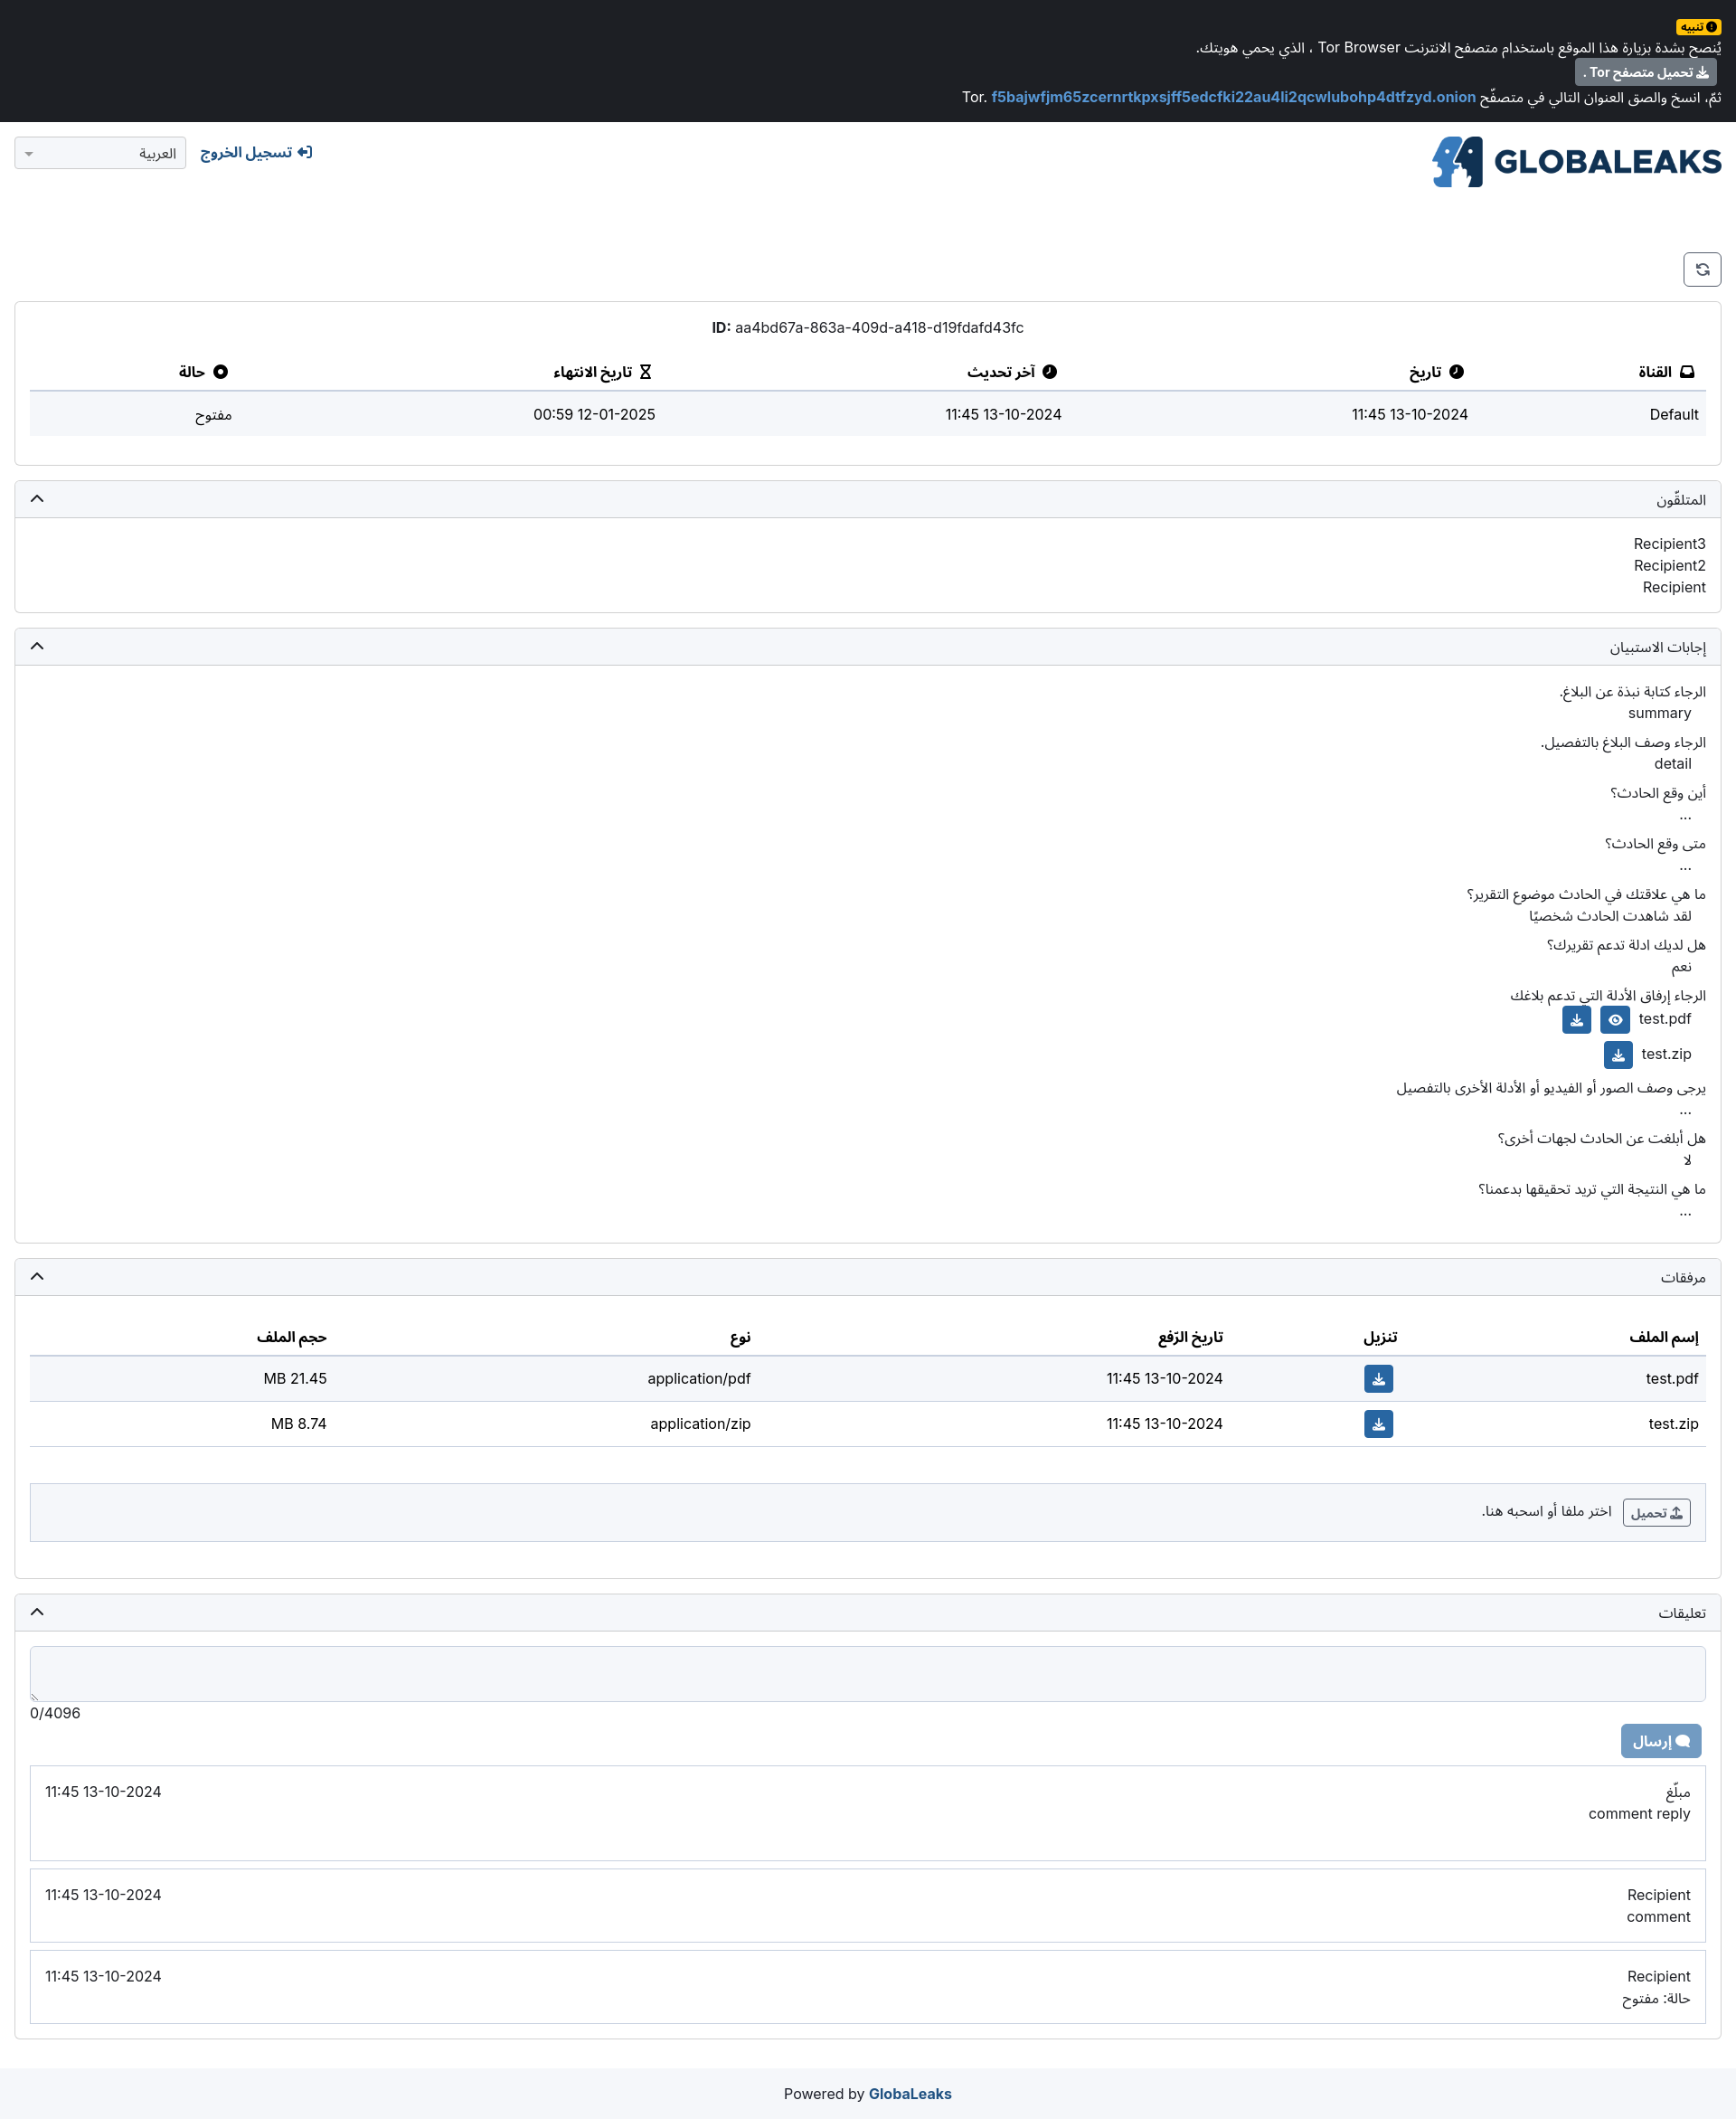 تنبيه
يُنصح بشدة بزيارة هذا الموقع باستخدام متصفح الانترنت Tor Browser ، الذي يحمي هويتك.
تحميل متصفح Tor .
ثمّ، انسخ والصق العنوان التالي في متصفّح Tor. f5bajwfjm65zcernrtkpxsjff5edcfki22au4li2qcwlubohp4dtfzyd.onion
GLOBALEAKS
تسجيل الخروج
العربية
ID: aa4bd67a-863a-409d-a418-d19fdafd43fc
القناة تاريخ آخر تحديث تاريخ الانتهاء حالة
Default 11:45 13-10-2024 11:45 13-10-2024 00:59 12-01-2025 مفتوح
المتلقّون
Recipient3
Recipient2
Recipient
إجابات الاستبيان
الرجاء كتابة نبذة عن البلاغ.
summary
الرجاء وصف البلاغ بالتفصيل.
detail
أين وقع الحادث؟
...
متى وقع الحادث؟
...
ما هي علاقتك في الحادث موضوع التقرير؟
لقد شاهدت الحادث شخصيًا
هل لديك ادلة تدعم تقريرك؟
نعم
الرجاء إرفاق الأدلة التي تدعم بلاغك
test.pdf
test.zip
يرجى وصف الصور أو الفيديو أو الأدلة الأخرى بالتفصيل
...
هل أبلغت عن الحادث لجهات أخرى؟
لا
ما هي النتيجة التي تريد تحقيقها بدعمنا؟
...
مرفقات
إسم الملف تنزيل تاريخ الرّفع نوع حجم الملف
test.pdf 11:45 13-10-2024 application/pdf MB 21.45
test.zip 11:45 13-10-2024 application/zip MB 8.74
تحميل اختر ملفا أو اسحبه هنا.
تعليقات
0/4096
إرسال
مبلّغ 11:45 13-10-2024
comment reply
Recipient 11:45 13-10-2024
comment
Recipient 11:45 13-10-2024
حالة: مفتوح
Powered by GlobaLeaks